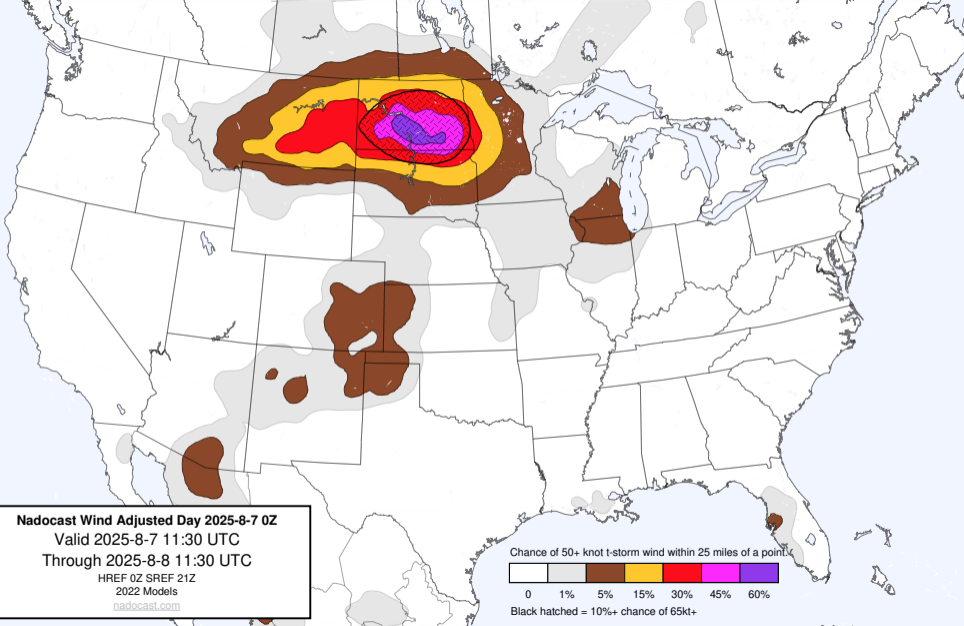 Nadocast Wind Adjusted Day 2025-8-7 0Z
Valid 2025-8-7 11:30 UTC
Through 2025-8-8 11:30 UTC
HREF 0Z SREF 21Z
2022 Models
nadocast.com
Chance of 50+ knot t-storm wind within 25 miles of a point.
0 1% 5% 15% 30% 45% 60%
Black hatched = 10%+ chance of 65kt+